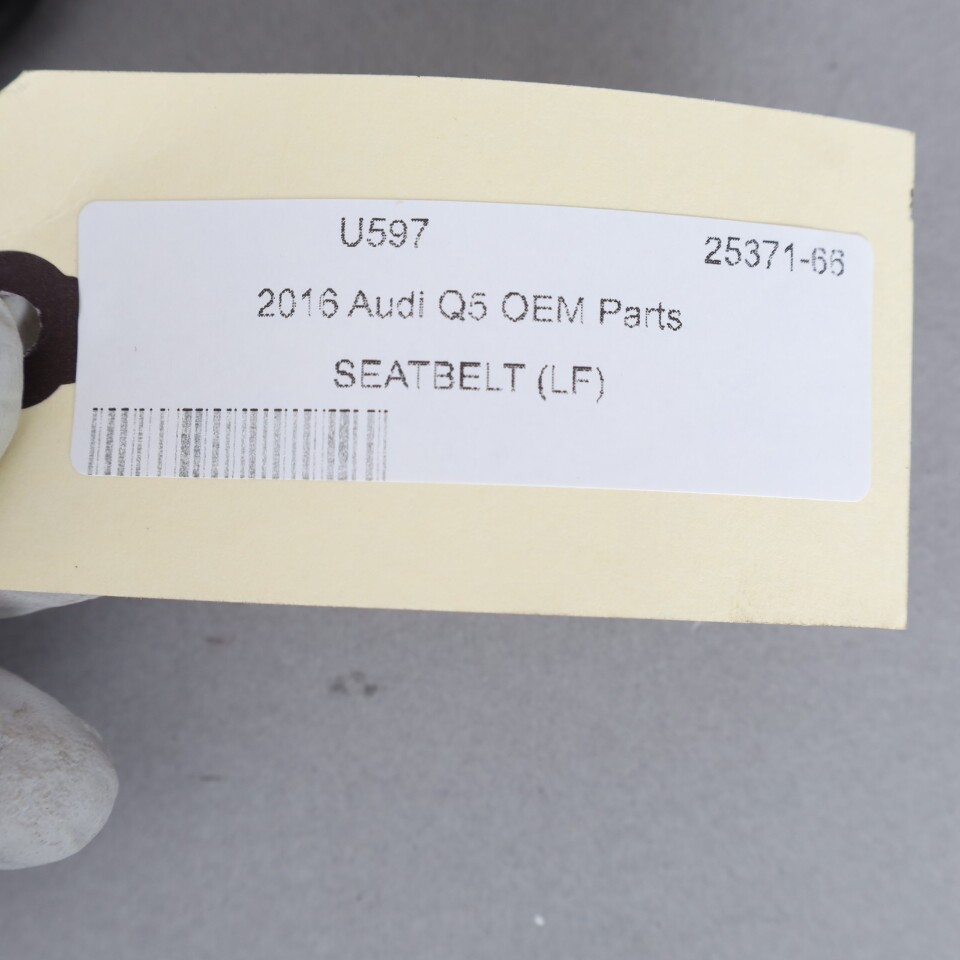 U597 25371-66
2016 Audi Q5 OEM Parts
SEATBELT (LF)